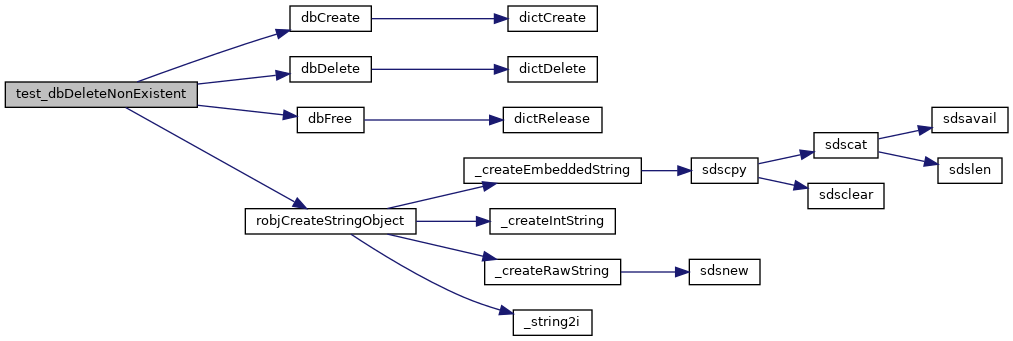 test_dbDeleteNonExistent
dbCreate
dictCreate
dbDelete
dictDelete
dbFree
dictRelease
robjCreateStringObject
_createEmbeddedString
sdscpy
sdscat
sdsavail
sdslen
sdsclear
_createIntString
_createRawString
sdsnew
_string2i